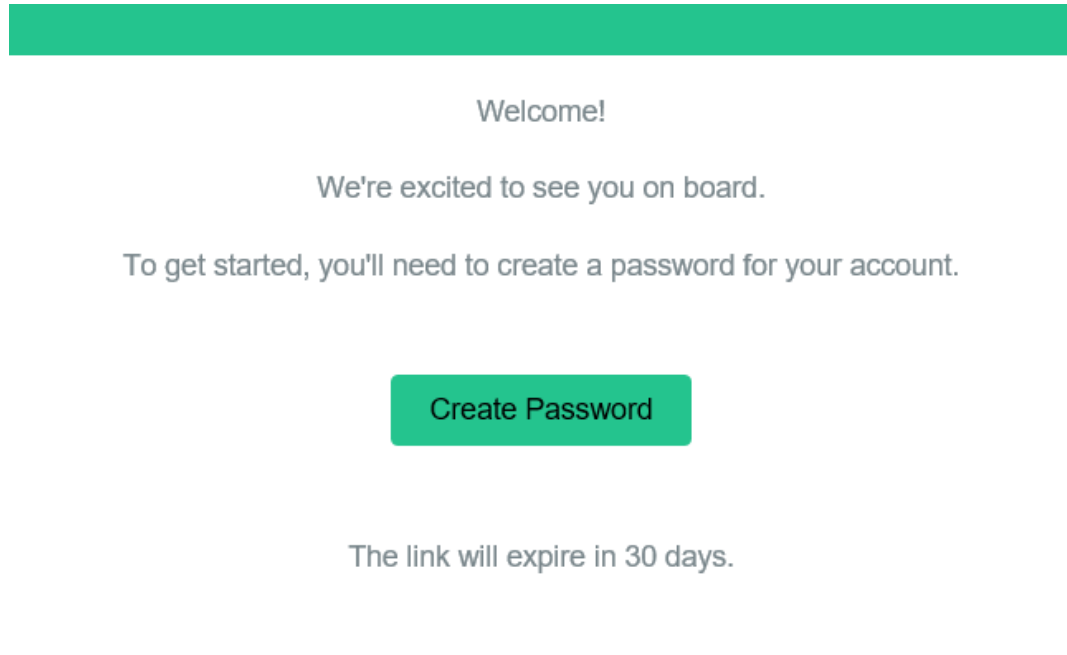 Welcome!
We're excited to see you on board.
To get started, you'll need to create a password for your account.
Create Password
The link will expire in 30 days.